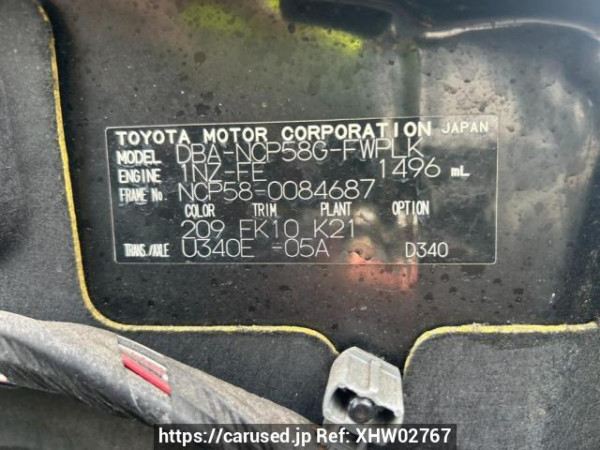 TOYOTA MOTOR CORPORATION JAPAN
MODEL DBA-NCP58G-FWPLK
ENGINE 1NZ-FE 1496 mL
FRAME No. NCP58-0084687
COLOR TRIM PLANT OPTION
209 FK10 K21
TRANS./AXLE U340E -05A D340
https://carused.jp Ref: XHW02767